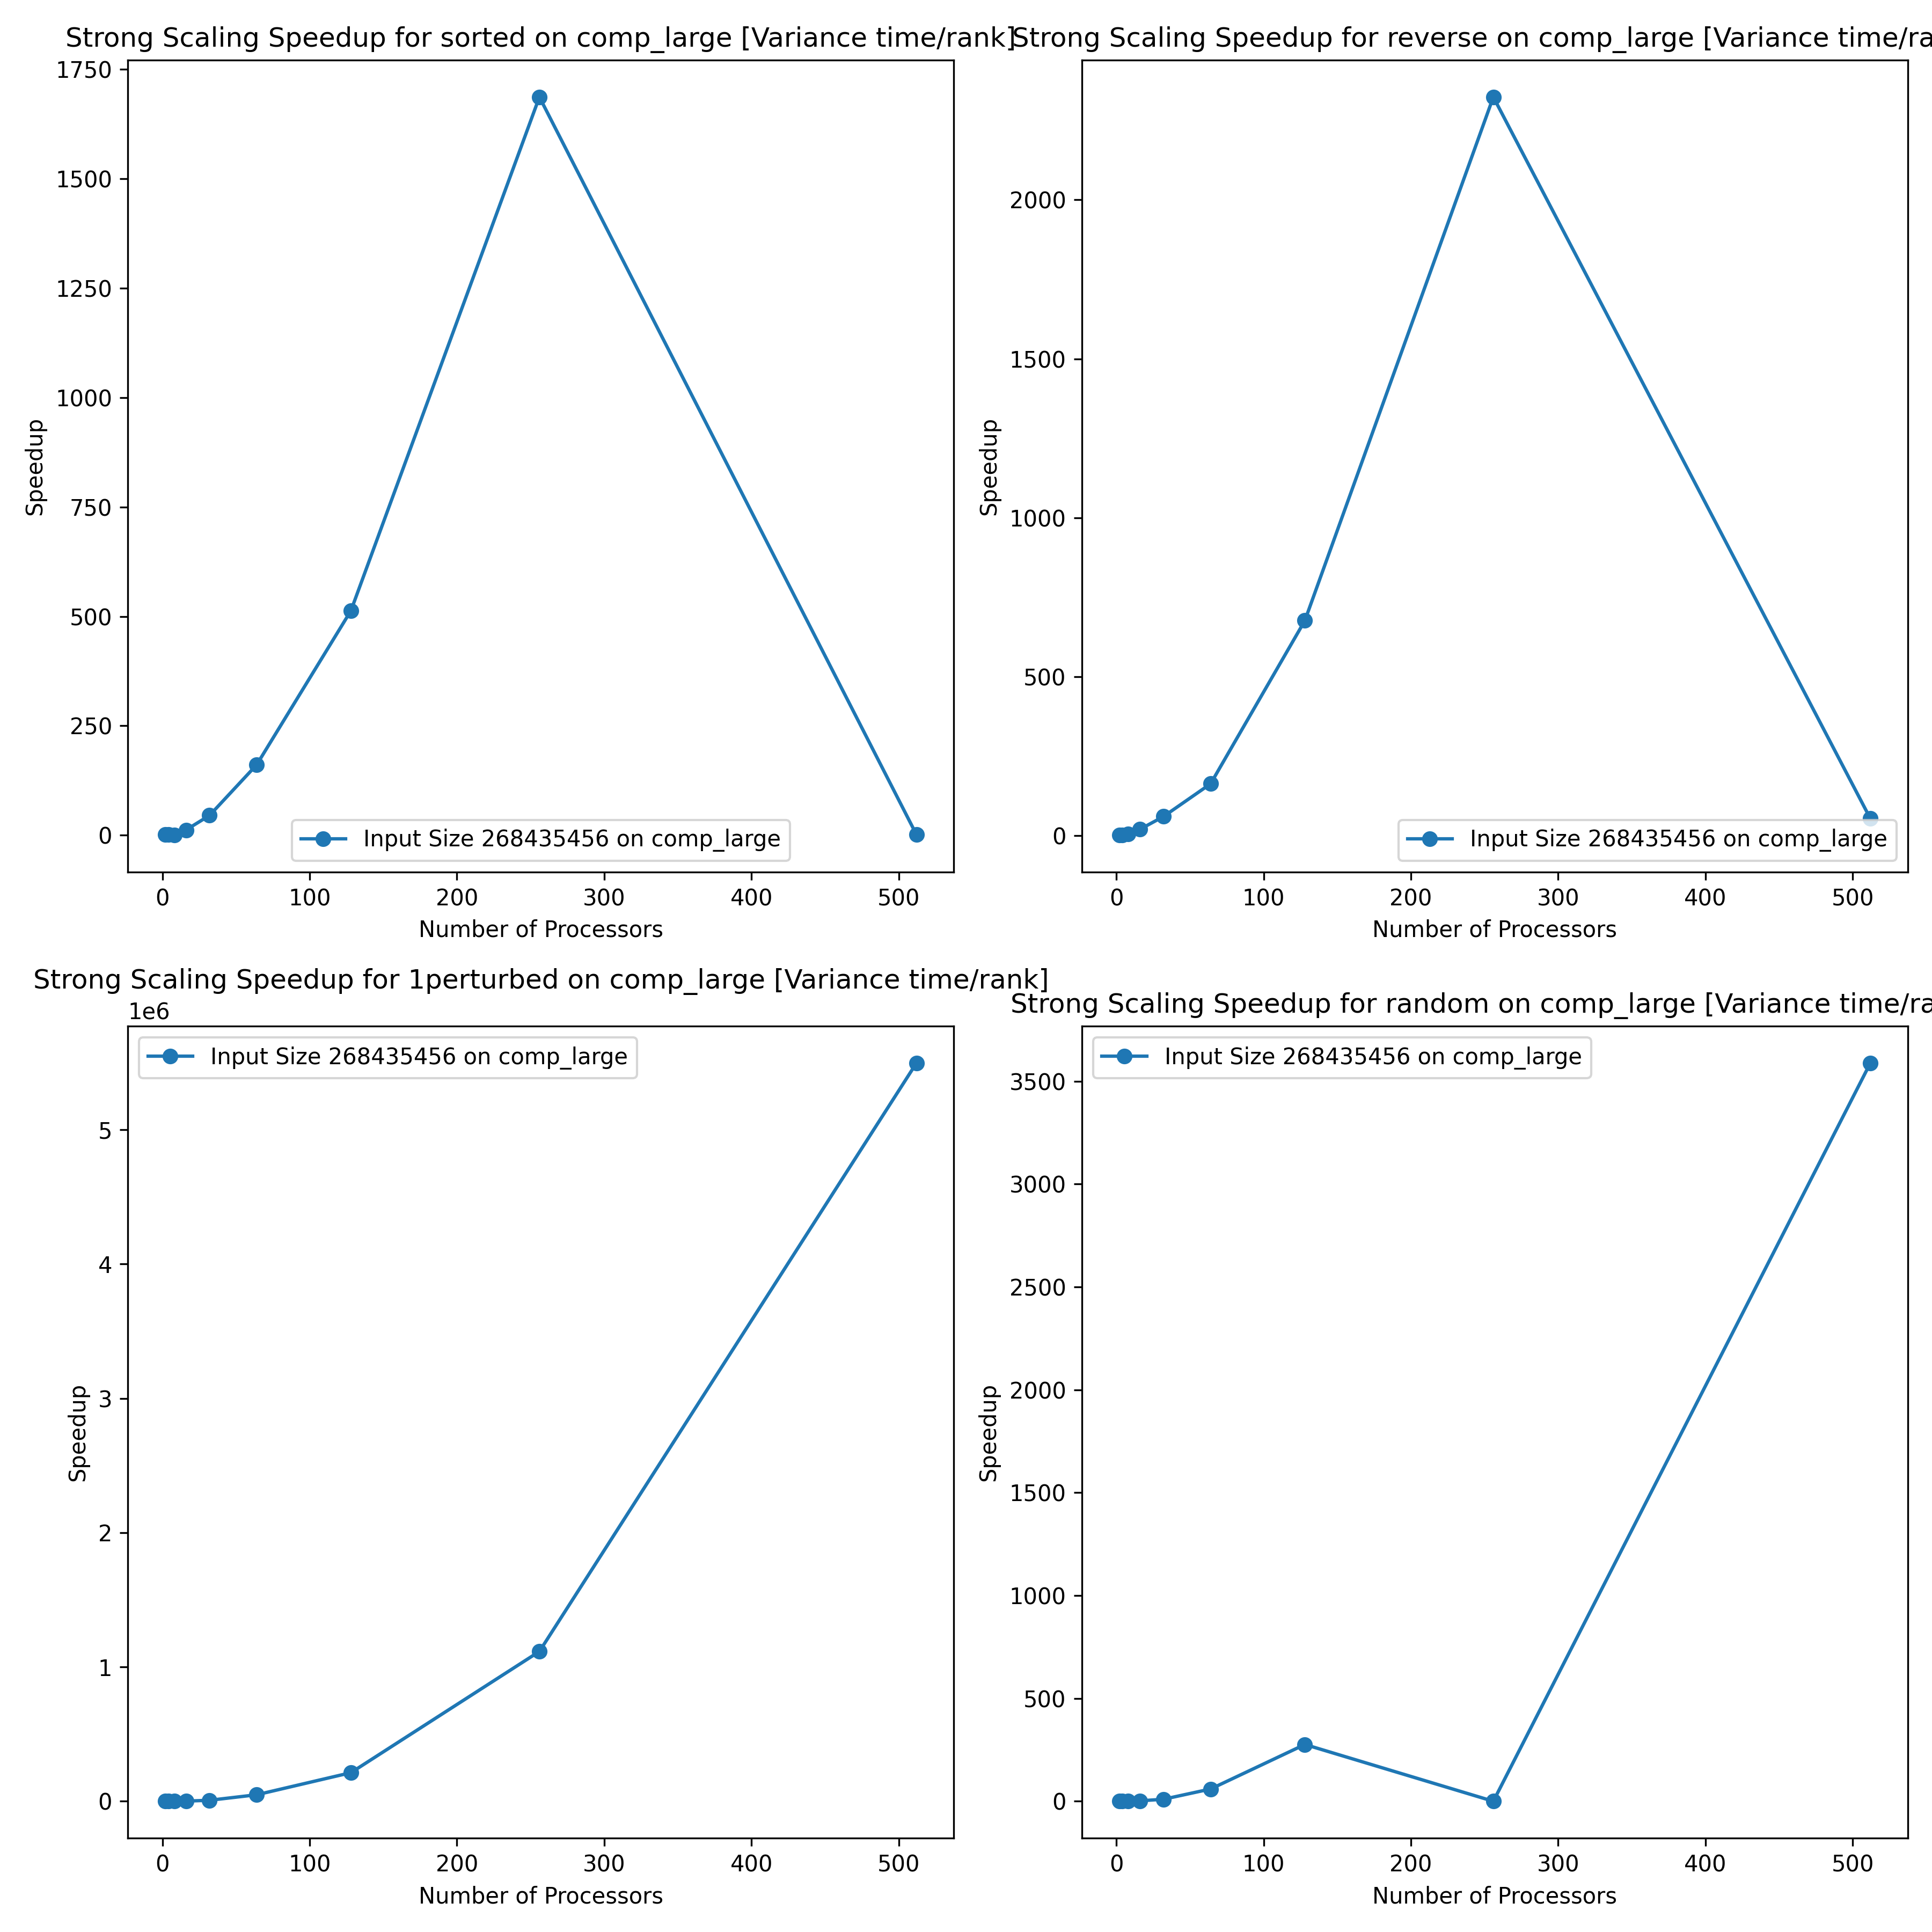 Strong Scaling Speedup for sorted on comp_large [Variance time/rank]
1750
1500
1250
1000
750
500
250
0
Speedup
0 100 200 300 400 500
Number of Processors
Input Size 268435456 on comp_large
Strong Scaling Speedup for reverse on comp_large [Variance time/ra
2000
1500
1000
500
0
Speedup
0 100 200 300 400 500
Number of Processors
Input Size 268435456 on comp_large
Strong Scaling Speedup for 1perturbed on comp_large [Variance time/rank]
1e6
5
4
3
2
1
0
Speedup
0 100 200 300 400 500
Number of Processors
Input Size 268435456 on comp_large
Strong Scaling Speedup for random on comp_large [Variance time/ra
3500
3000
2500
2000
1500
1000
500
0
Speedup
0 100 200 300 400 500
Number of Processors
Input Size 268435456 on comp_large